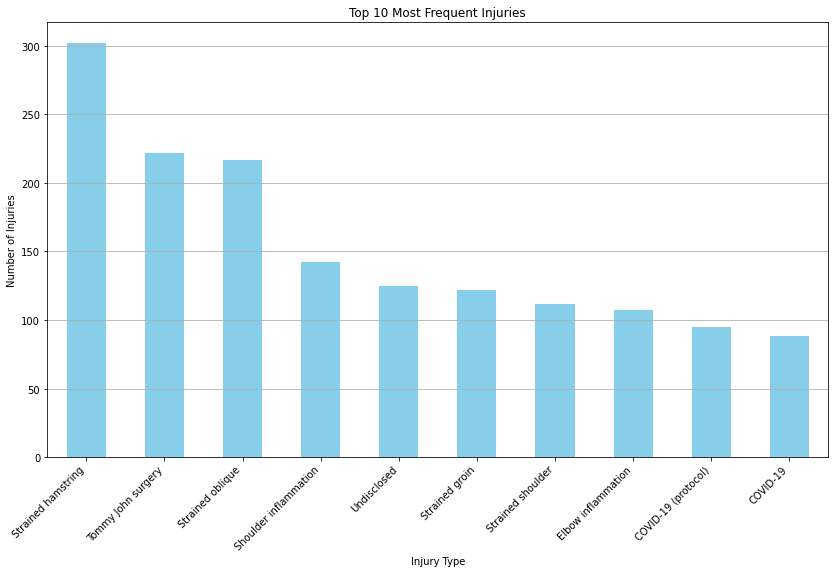 Top 10 Most Frequent Injuries
Number of Injuries
300
250
200
150
100
50
0
Strained hamstring
Tommy John surgery
Strained oblique
Shoulder inflammation
Undisclosed
Strained groin
Strained shoulder
Elbow inflammation
COVID-19 (protocol)
COVID-19
Injury Type